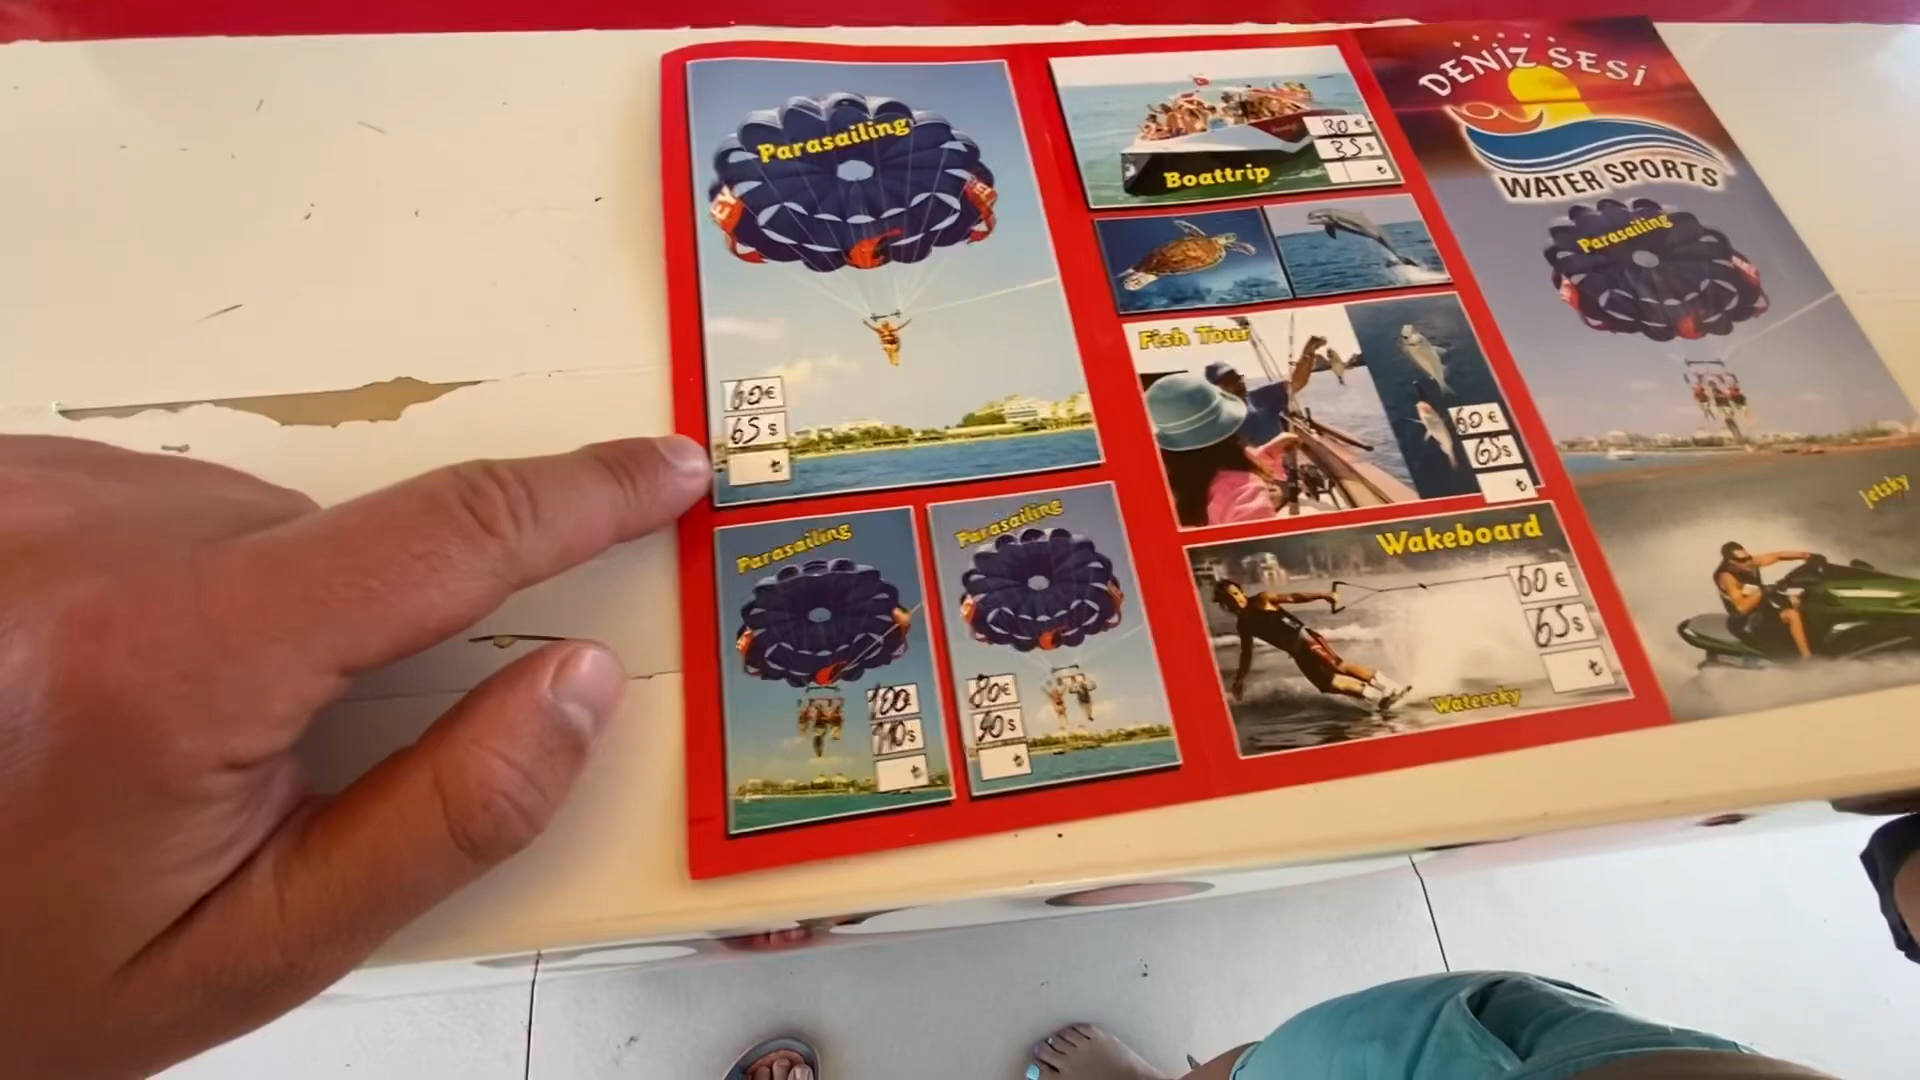 Parasailing
60€
65$
₺
Parasailing
100
110$
₺
Parasailing
80€
90$
₺
Boattrip
30€
35$
₺
Fish Tour
60€
65$
₺
Wakeboard
60€
65$
₺
Watersky
DENİZ SESİ
WATER SPORTS
Parasailing
Jetsky